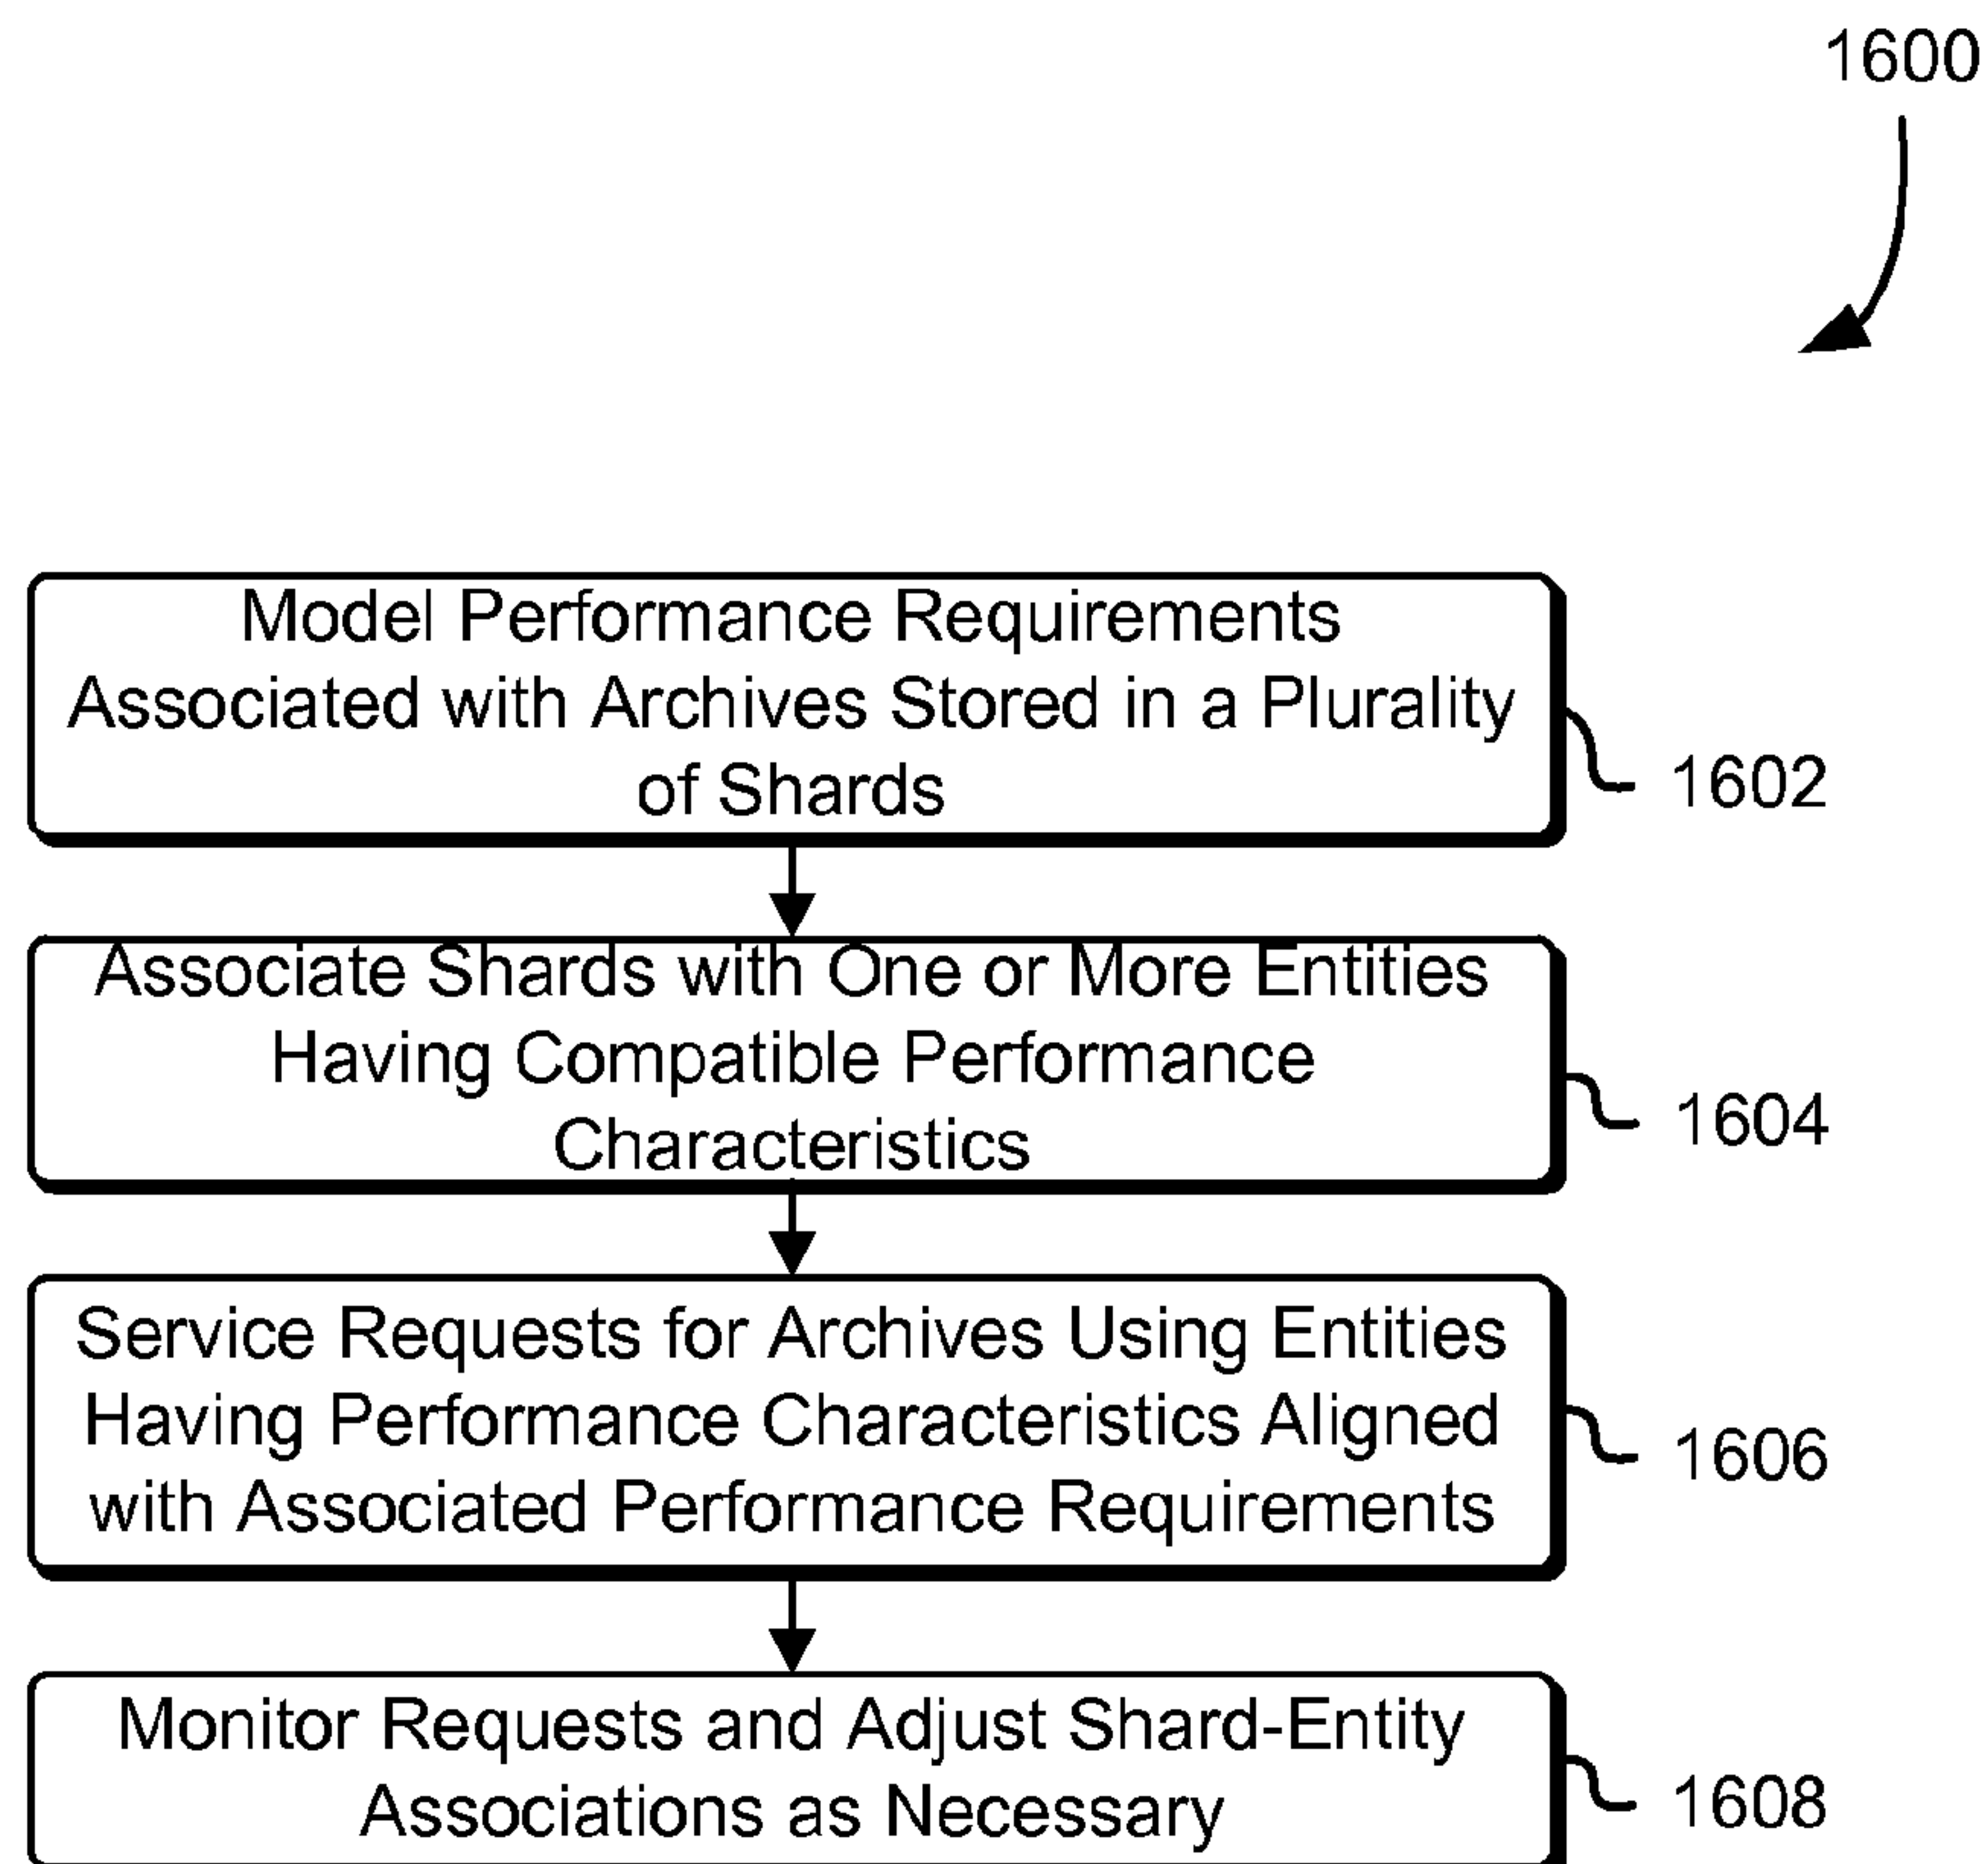 1600
Model Performance Requirements
Associated with Archives Stored in a Plurality
of Shards
1602
Associate Shards with One or More Entities
Having Compatible Performance
Characteristics
1604
Service Requests for Archives Using Entities
Having Performance Characteristics Aligned
with Associated Performance Requirements
1606
Monitor Requests and Adjust Shard-Entity
Associations as Necessary
1608